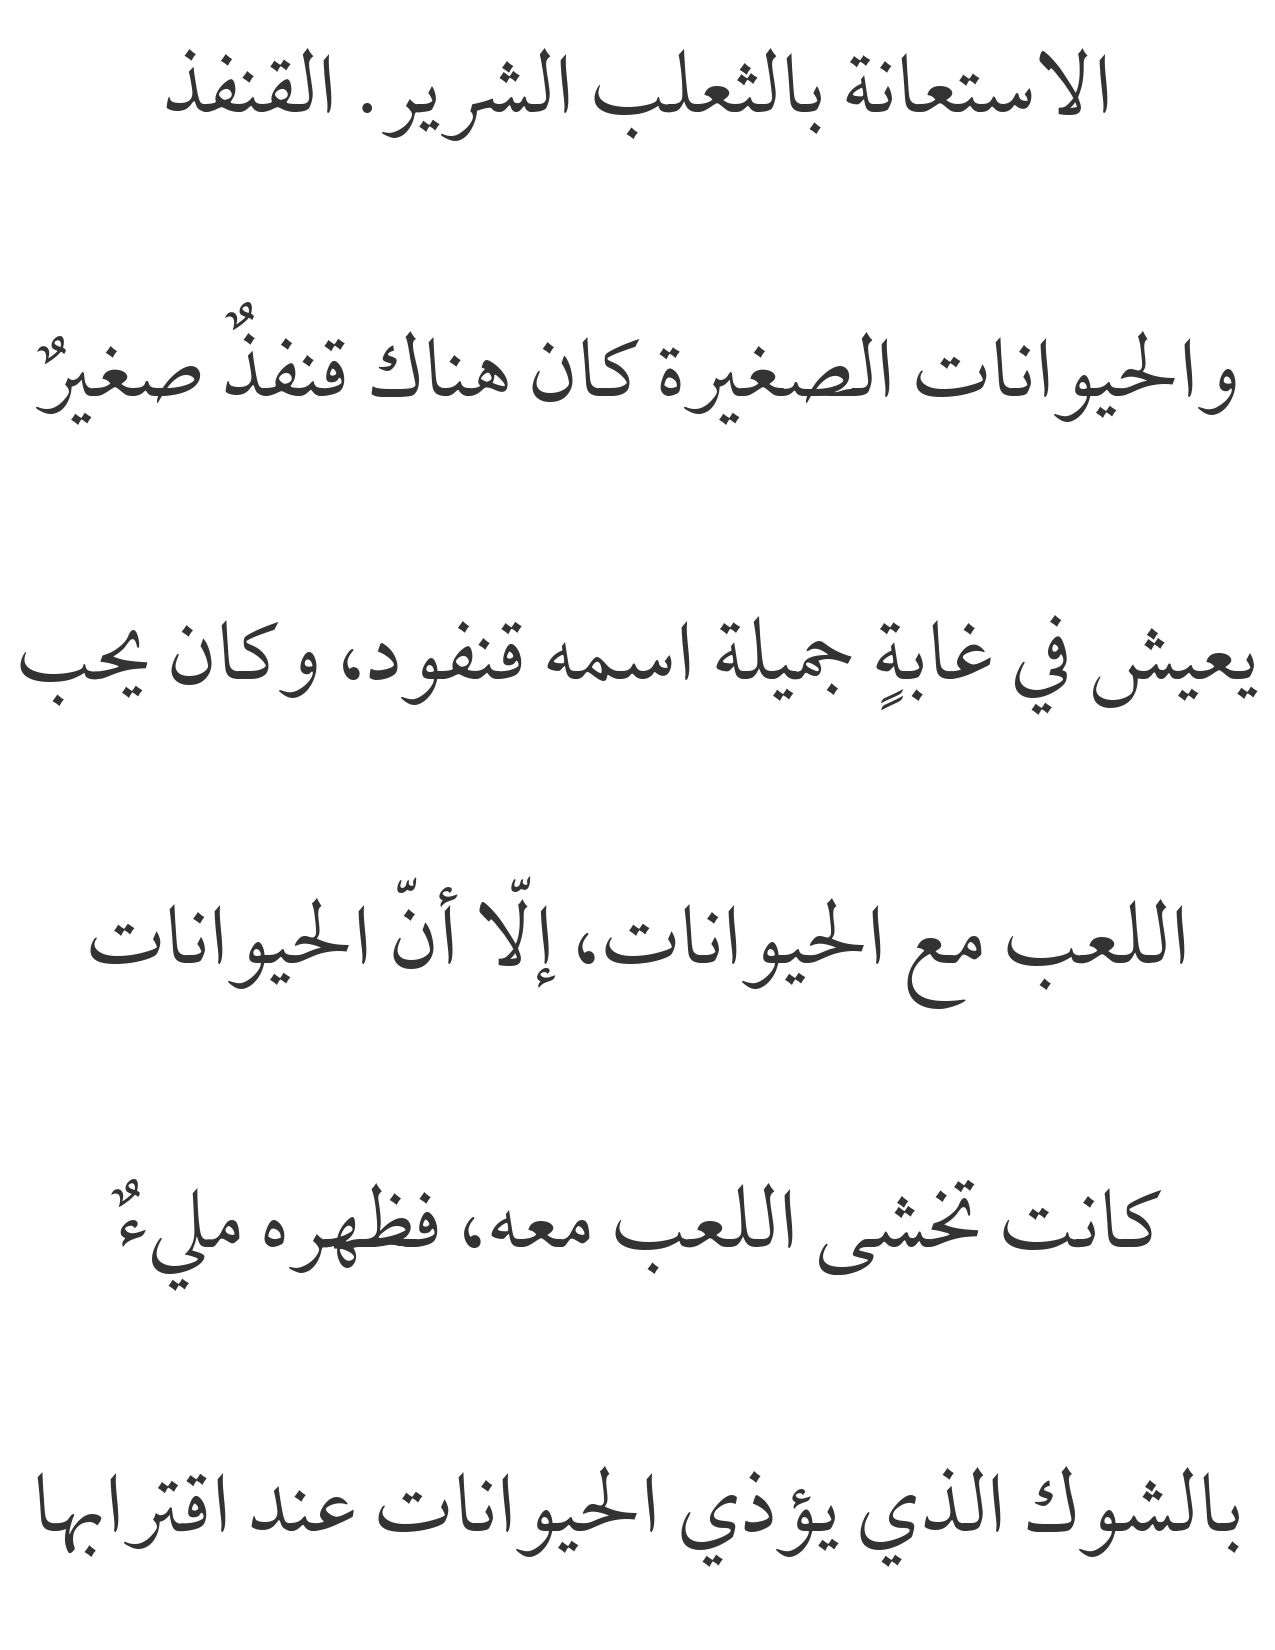 الاستعانة بالثعلب الشرير. القنفذ
والحيوانات الصغيرة كان هناك قنفذٌ صغيرٌ
يعيش في غابةٍ جميلة اسمه قنفود، وكان يحب
اللعب مع الحيوانات، إلّا أنّ الحيوانات
كانت تخشى اللعب معه، فظهره مليءٌ
بالشوك الذي يؤذي الحيوانات عند اقترابها